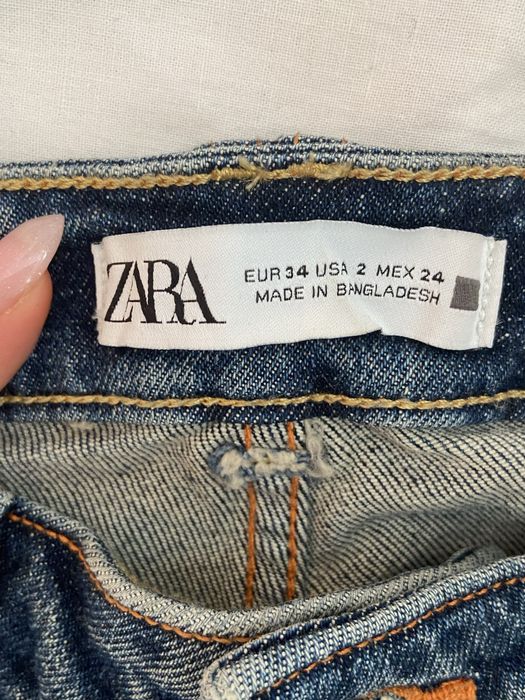 ZARA
EUR 34 USA 2 MEX 24
MADE IN BANGLADESH